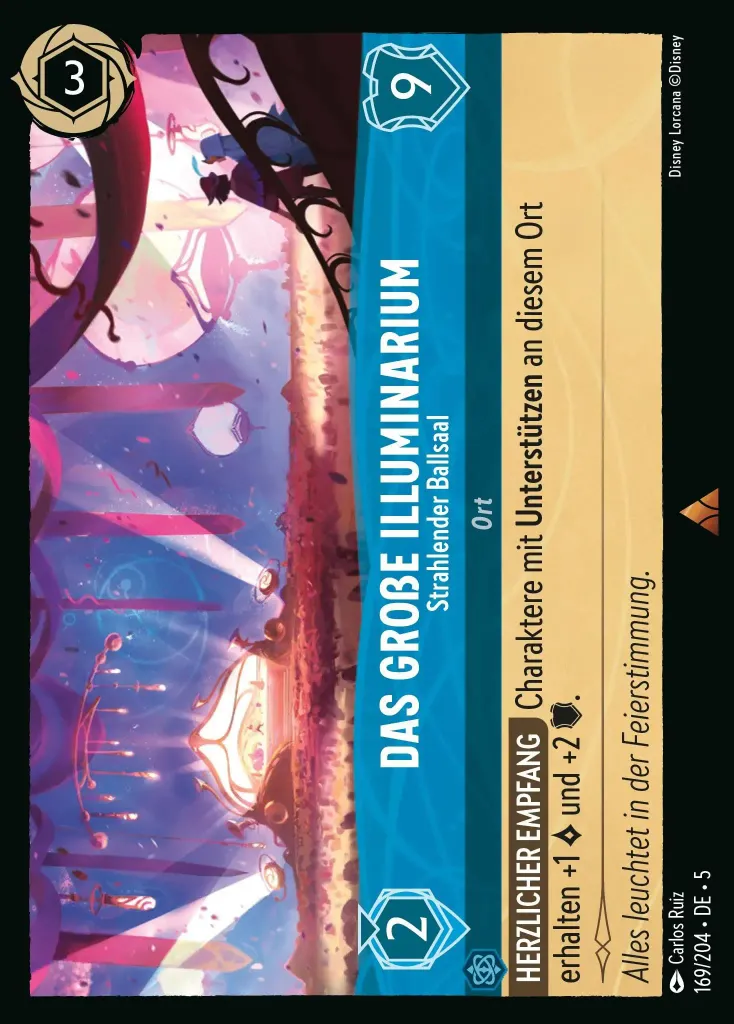 3
DAS GROẞE ILLUMINARIUM
Strahlender Ballsaal
2
9
Ort
HERZLICHER EMPFANG Charaktere mit Unterstützen an diesem Ort
erhalten +1 und +2 .
Alles leuchtet in der Feierstimmung.
Carlos Ruiz
169/204 • DE • 5
Disney Lorcana ©Disney